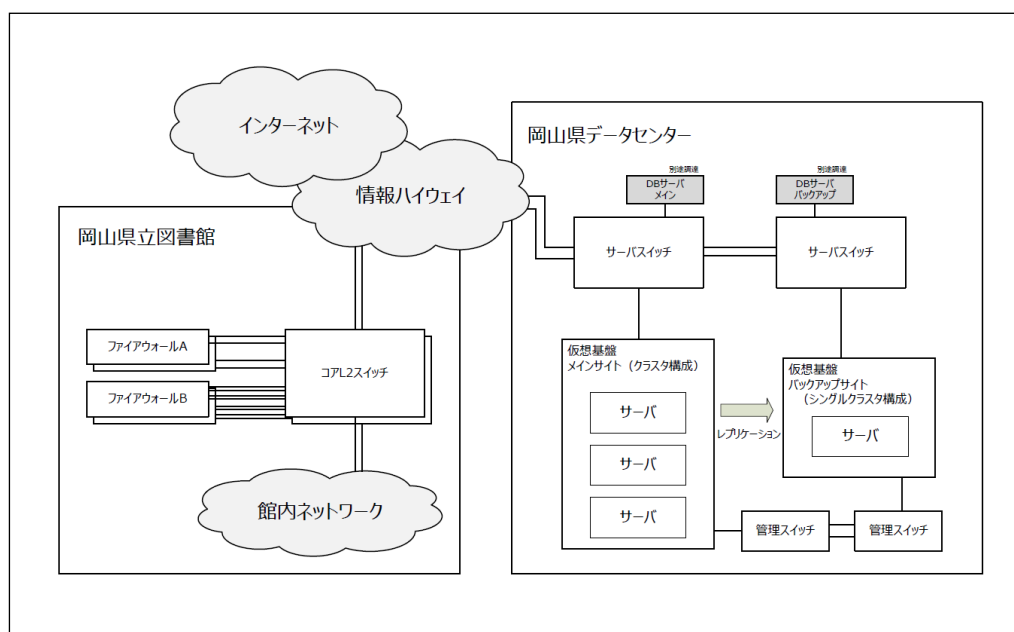 インターネット
情報ハイウェイ
岡山県立図書館
ファイアウォールA
ファイアウォールB
コアL2スイッチ
館内ネットワーク
岡山県データセンター
別途調達
DBサーバ
メイン
別途調達
DBサーバ
バックアップ
サーバスイッチ
サーバスイッチ
仮想基盤
メインサイト（クラスタ構成）
サーバ
サーバ
サーバ
レプリケーション
仮想基盤
バックアップサイト
（シングルクラスタ構成）
サーバ
管理スイッチ
管理スイッチ